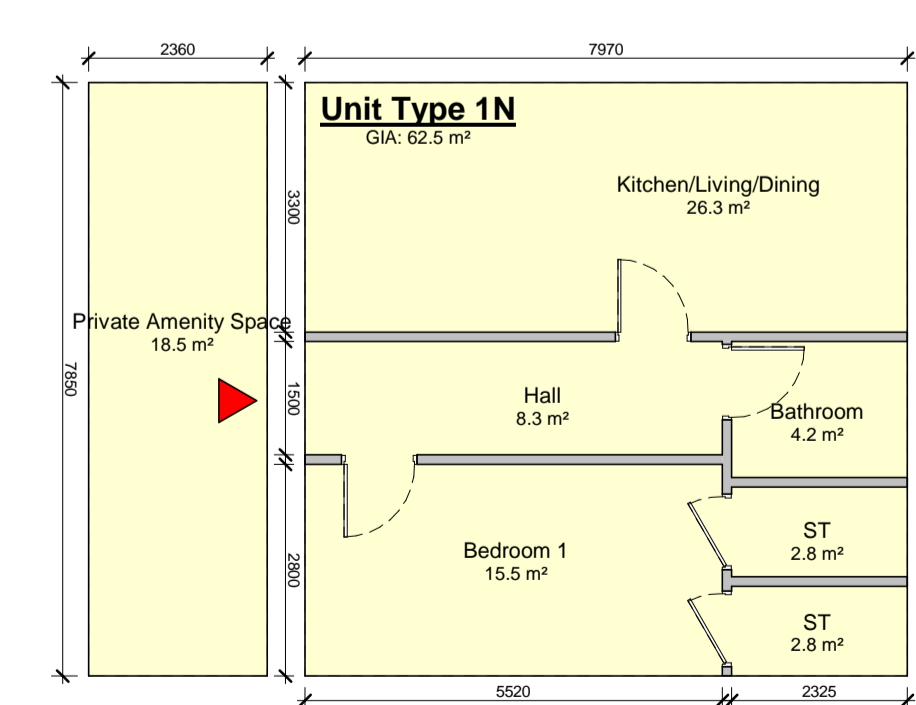 2360
7970
Unit Type 1N
GIA: 62.5 m²
Kitchen/Living/Dining
26.3 m²
3300
Private Amenity Space
18.5 m²
7850
1500
Hall
8.3 m²
Bathroom
4.2 m²
Bedroom 1
15.5 m²
2800
ST
2.8 m²
ST
2.8 m²
5520
2325